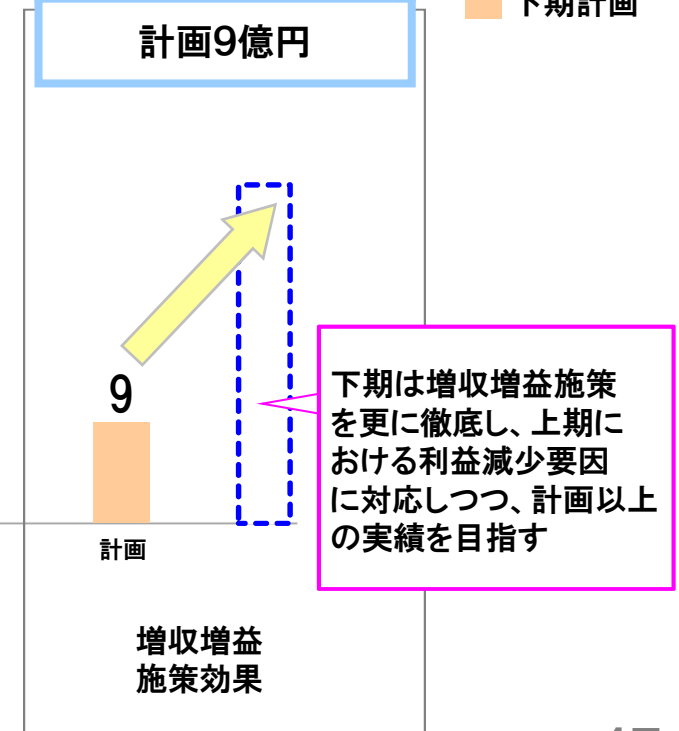 計画9億円
下期計画
9
下期は増収増益施策
を更に徹底し、上期に
おける利益減少要因
に対応しつつ、計画以上
の実績を目指す
計画
増収増益
施策効果